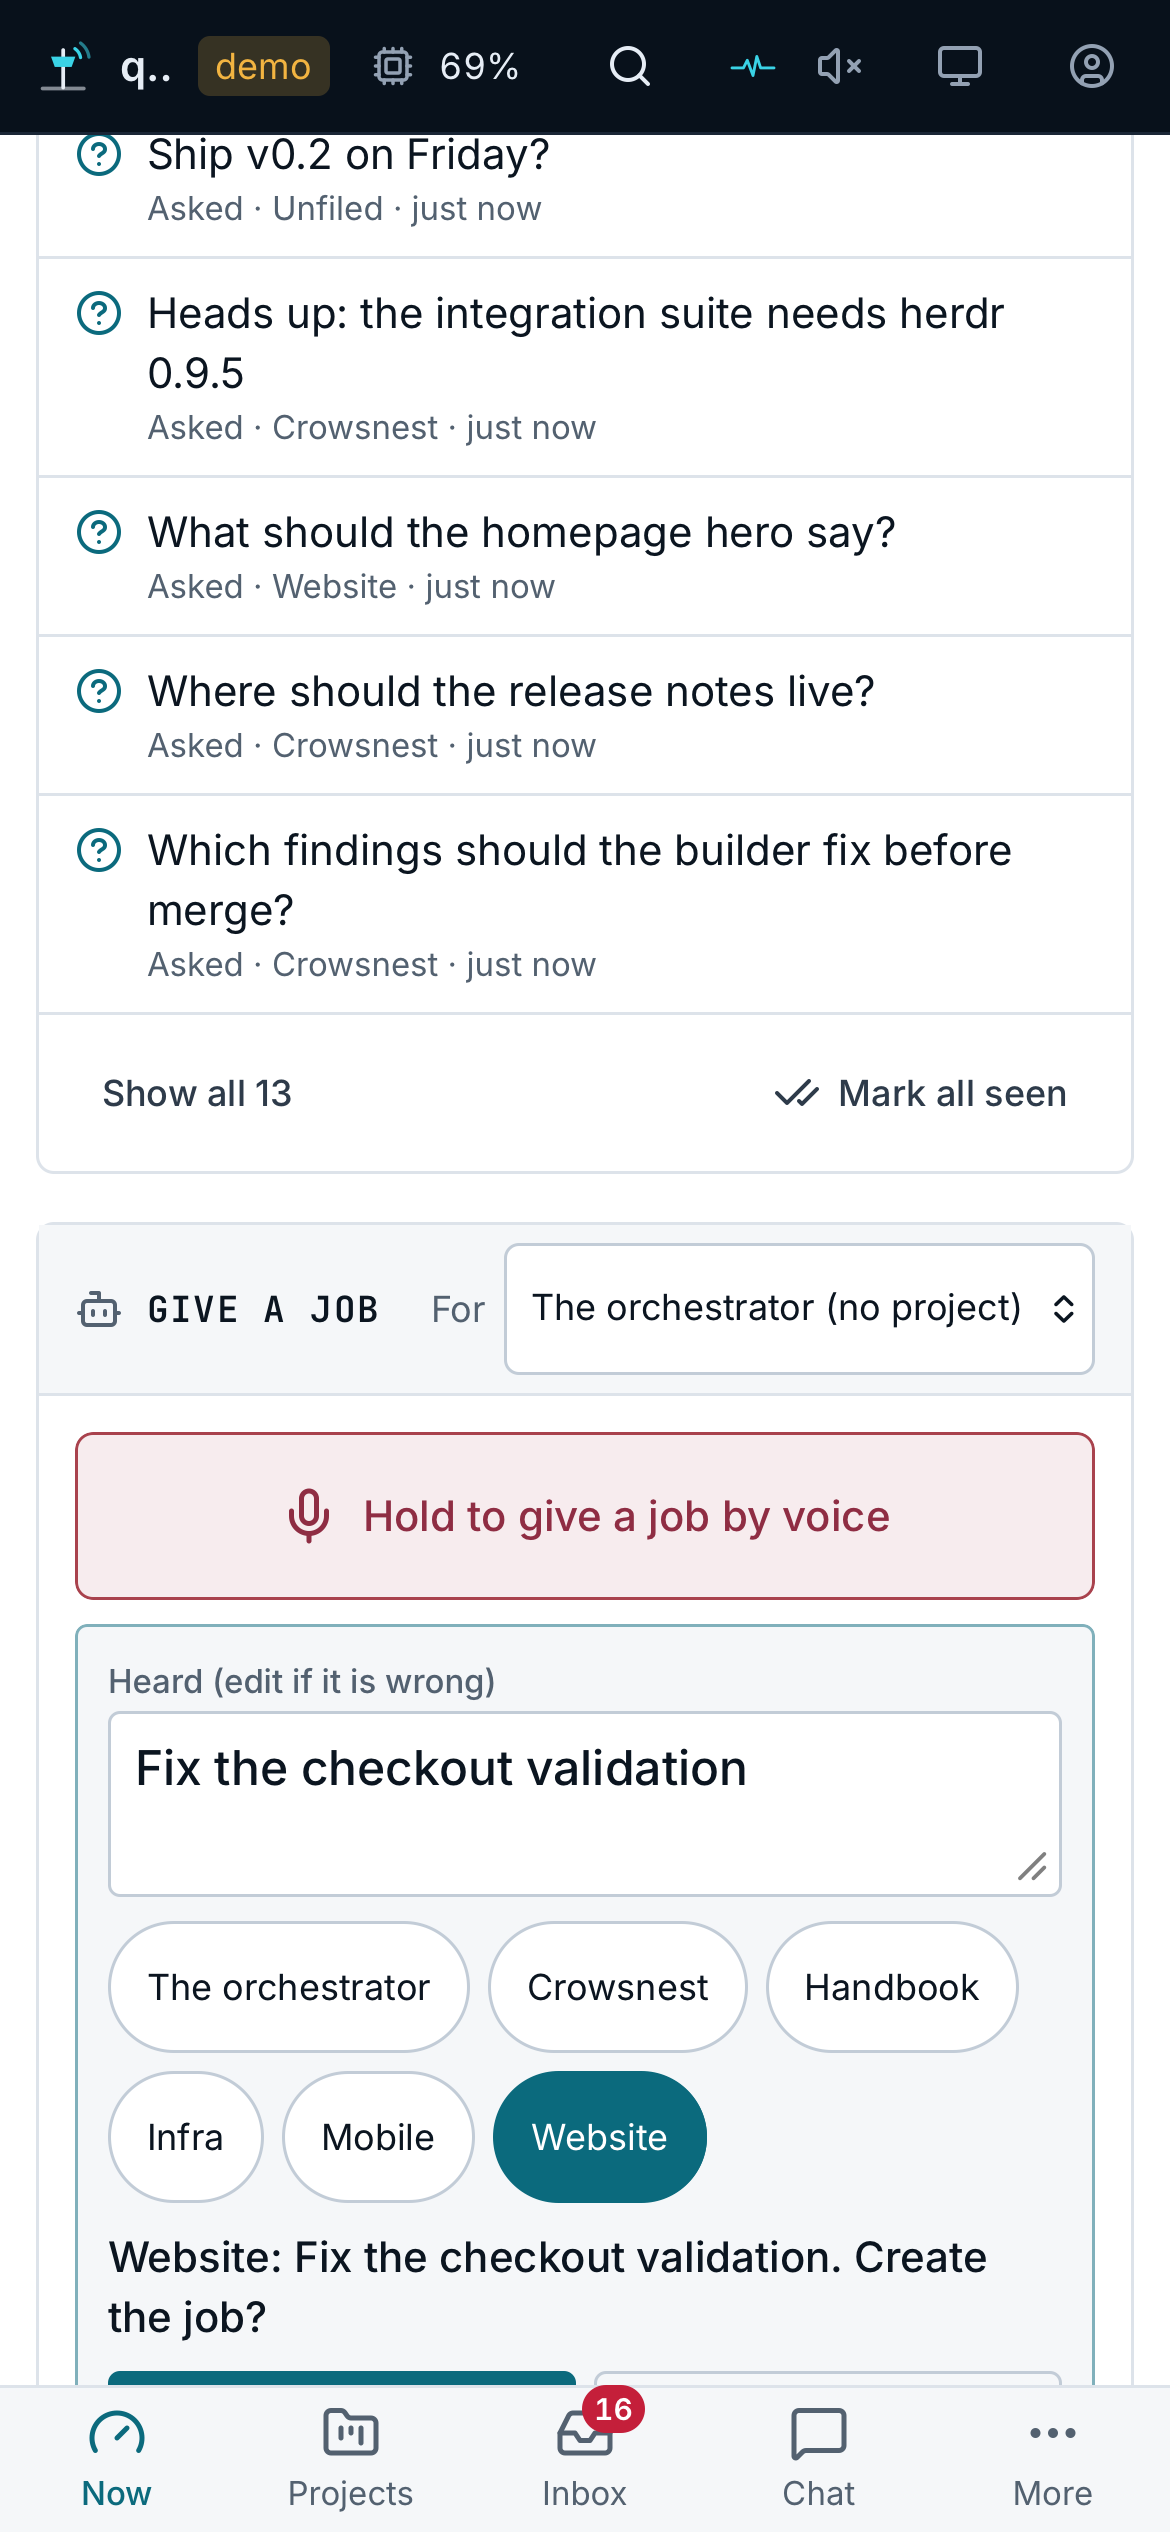 q..
demo
69%
Ship v0.2 on Friday?
Asked · Unfiled · just now
Heads up: the integration suite needs herdr
0.9.5
Asked · Crowsnest · just now
What should the homepage hero say?
Asked · Website · just now
Where should the release notes live?
Asked · Crowsnest · just now
Which findings should the builder fix before
merge?
Asked · Crowsnest · just now
Show all 13
Mark all seen
GIVE A JOB
For
The orchestrator (no project)
Hold to give a job by voice
Heard (edit if it is wrong)
Fix the checkout validation
The orchestrator
Crowsnest
Handbook
Infra
Mobile
Website
Website: Fix the checkout validation. Create
the job?
16
Now
Projects
Inbox
Chat
More